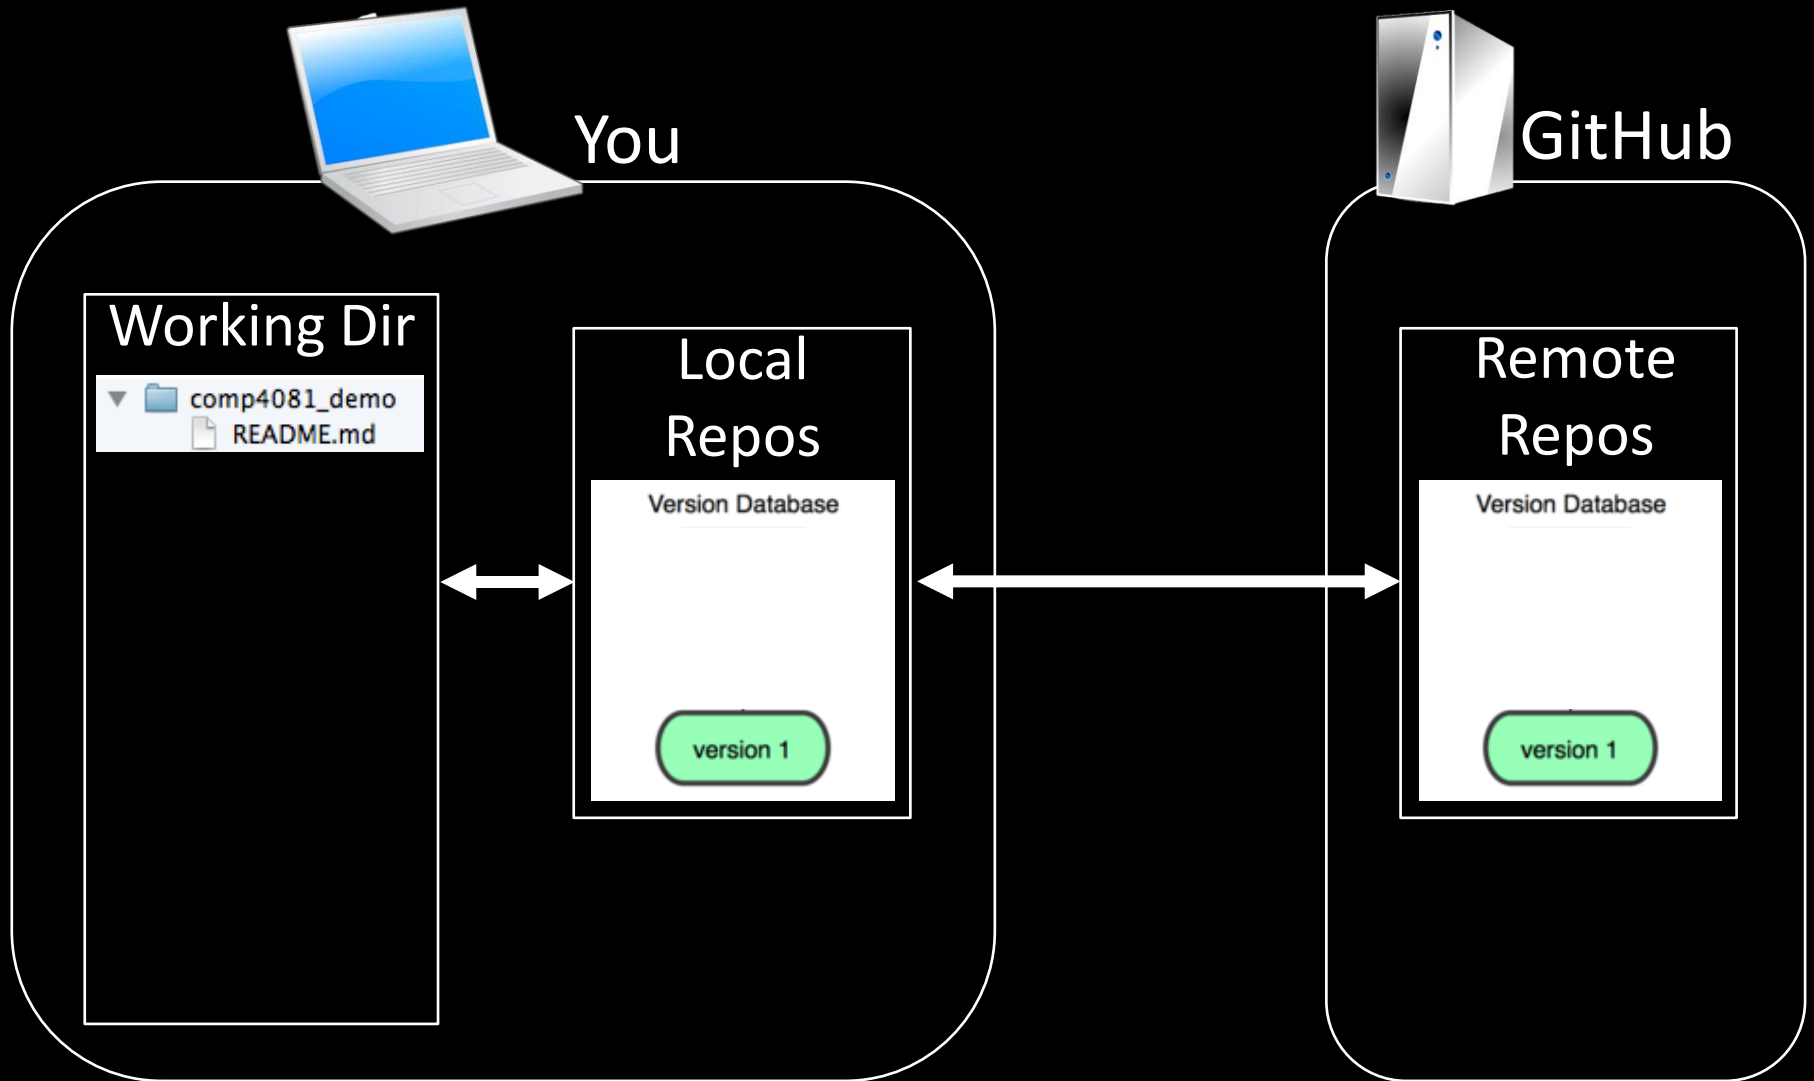 You
GitHub
Working Dir
comp4081_demo
README.md
Local
Repos
Version Database
version 1
Remote
Repos
Version Database
version 1